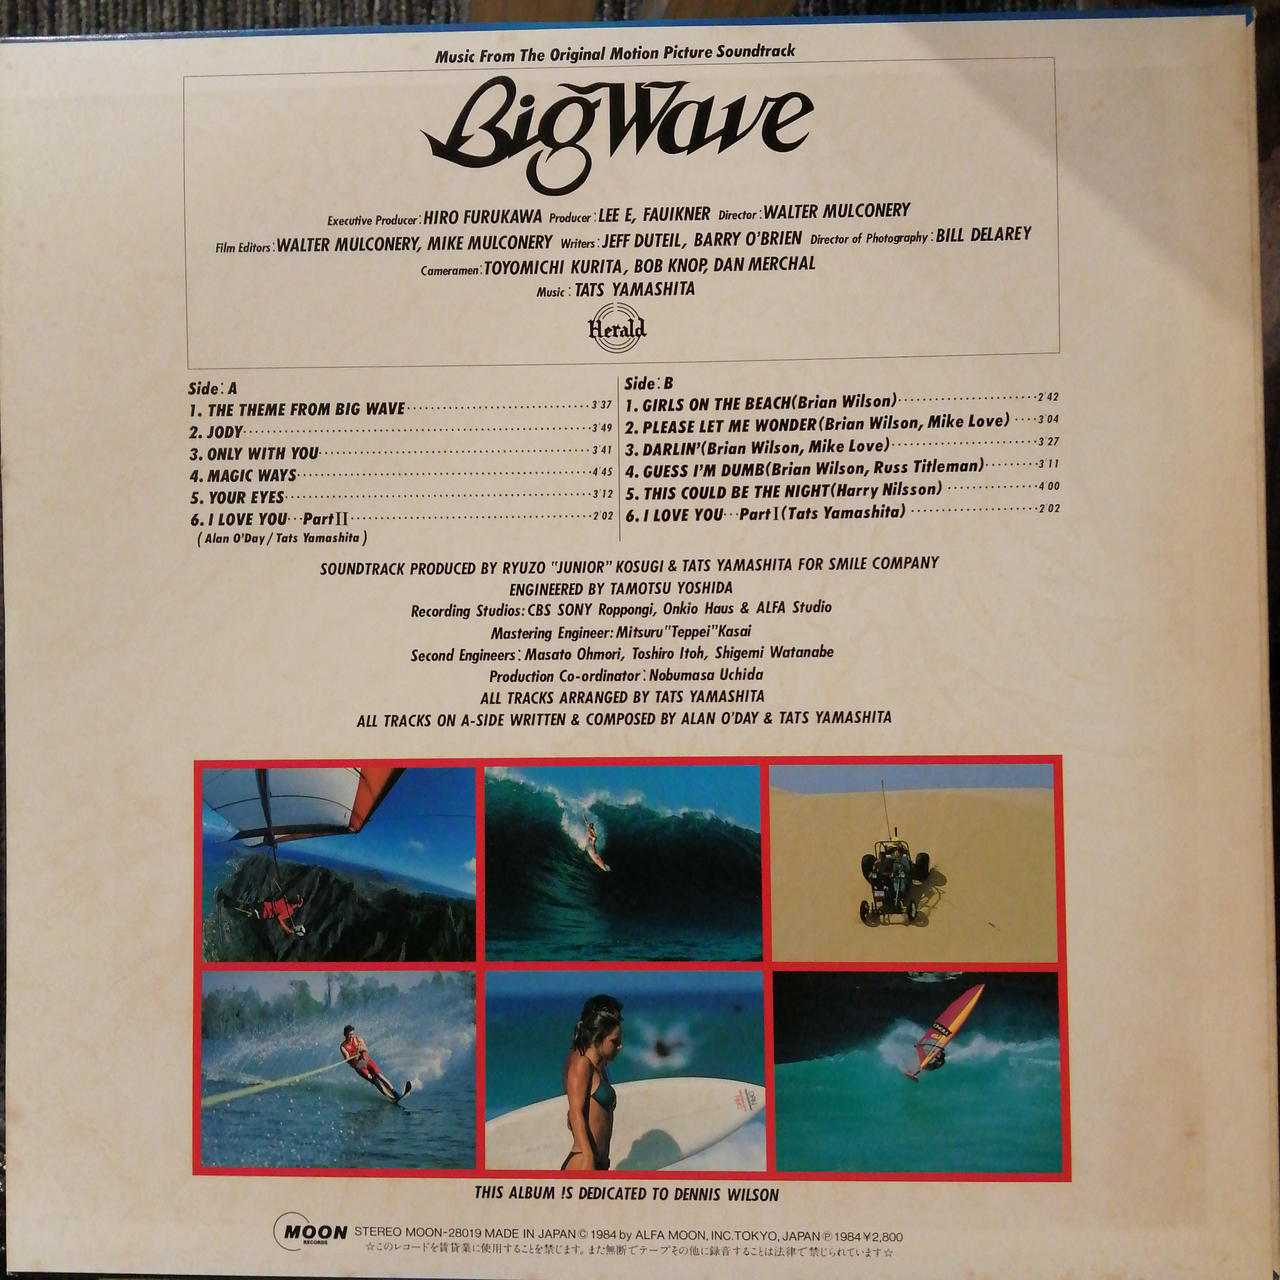 Music From The Original Motion Picture Soundtrack
Big Wave
Executive Producer:HIRO FURUKAWA Producer:LEE E, FAUIKNER Director:WALTER MULCONERY
Film Editors:WALTER MULCONERY, MIKE MULCONERY Writers:JEFF DUTEIL, BARRY O'BRIEN Director of Photography:BILL DELAREY
Cameramen:TOYOMICHI KURITA, BOB KNOP, DAN MERCHAL
Music:TATS YAMASHITA
Herald
Side:A
1. THE THEME FROM BIG WAVE 3'37
2. JODY 3'49
3. ONLY WITH YOU 3'41
4. MAGIC WAYS 4'45
5. YOUR EYES 3'12
6. I LOVE YOU…Part II 2'02
(Alan O'Day / Tats Yamashita)
Side:B
1. GIRLS ON THE BEACH(Brian Wilson) 2'42
2. PLEASE LET ME WONDER(Brian Wilson, Mike Love) 3'04
3. DARLIN'(Brian Wilson, Mike Love) 3'27
4. GUESS I'M DUMB(Brian Wilson, Russ Titleman) 3'11
5. THIS COULD BE THE NIGHT(Harry Nilsson) 4'00
6. I LOVE YOU…Part I(Tats Yamashita) 2'02
SOUNDTRACK PRODUCED BY RYUZO "JUNIOR" KOSUGI & TATS YAMASHITA FOR SMILE COMPANY
ENGINEERED BY TAMOTSU YOSHIDA
Recording Studios:CBS SONY Roppongi, Onkio Haus & ALFA Studio
Mastering Engineer:Mitsuru"Teppei"Kasai
Second Engineers:Masato Ohmori, Toshiro Itoh, Shigemi Watanabe
Production Co-ordinator:Nobumasa Uchida
ALL TRACKS ARRANGED BY TATS YAMASHITA
ALL TRACKS ON A-SIDE WRITTEN & COMPOSED BY ALAN O'DAY & TATS YAMASHITA
THIS ALBUM IS DEDICATED TO DENNIS WILSON
MOON RECORDS STEREO MOON-28019 MADE IN JAPAN © 1984 by ALFA MOON, INC. TOKYO, JAPAN ℗ 1984 ¥2,800
☆このレコードを賃貸業に使用することを禁じます。また無断でテープその他に録音することは法律で禁じられています☆